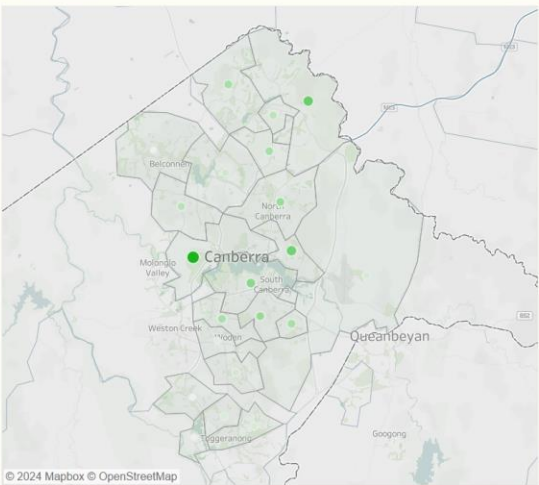 Belconnen
North
Canberra
Canberra
Molonglo
Valley
South
Canberra
Weston Creek
Woden
Queanbeyan
Tuggeranong
Googong
© 2024 Mapbox © OpenStreetMap